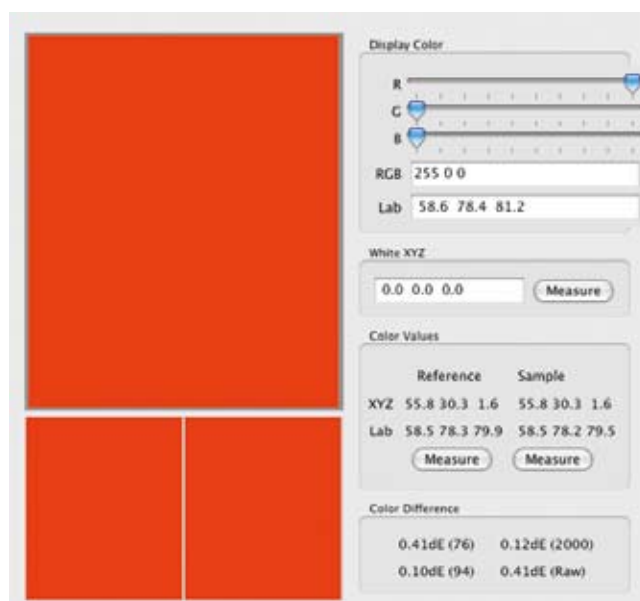 Display Color
R
G
B
RGB 255 0 0
Lab 58.6 78.4 81.2
White XYZ
0.0 0.0 0.0 Measure
Color Values
Reference Sample
XYZ 55.8 30.3 1.6 55.8 30.3 1.6
Lab 58.5 78.3 79.9 58.5 78.2 79.5
Measure Measure
Color Difference
0.41dE (76) 0.12dE (2000)
0.10dE (94) 0.41dE (Raw)